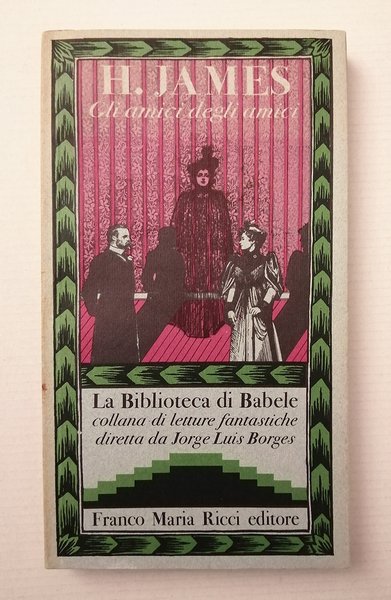 H. JAMES
Gli amici degli amici
La Biblioteca di Babele
collana di letture fantastiche
diretta da Jorge Luis Borges
Franco Maria Ricci editore